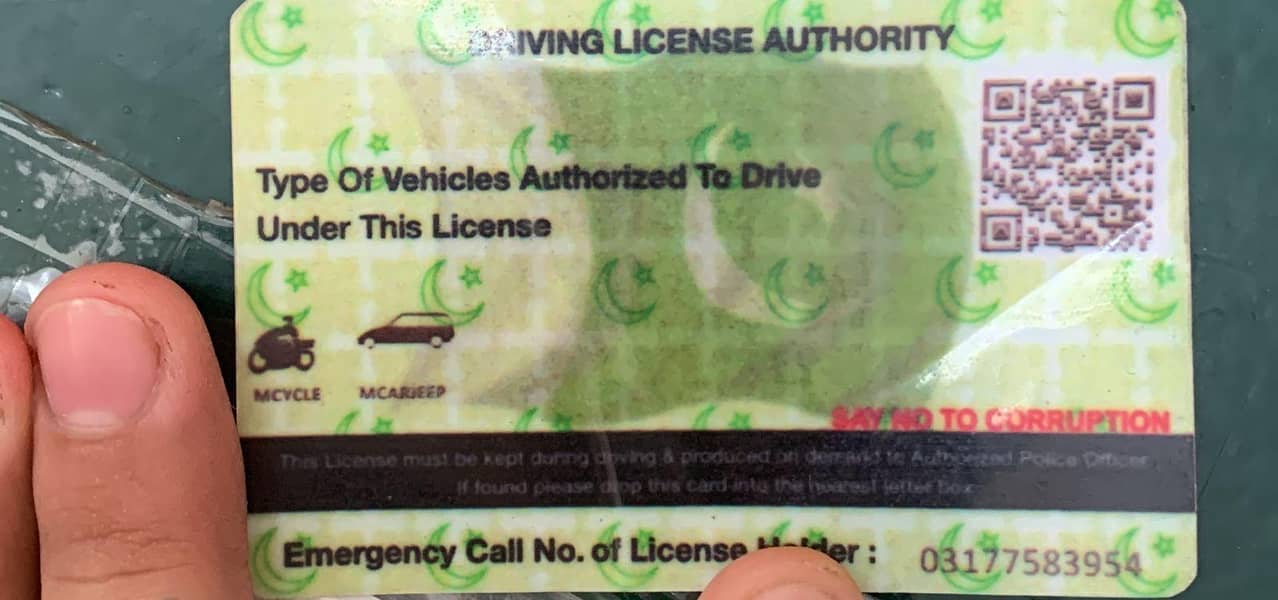 DRIVING LICENSE AUTHORITY
Type Of Vehicles Authorized To Drive
Under This License
MCYCLE MCARJEEP
SAY NO TO CORRUPTION
This License must be kept during driving & produced on demand to Authorized Police Officer
If found please drop this card into the nearest letter box
Emergency Call No. of License Holder : 03177583954